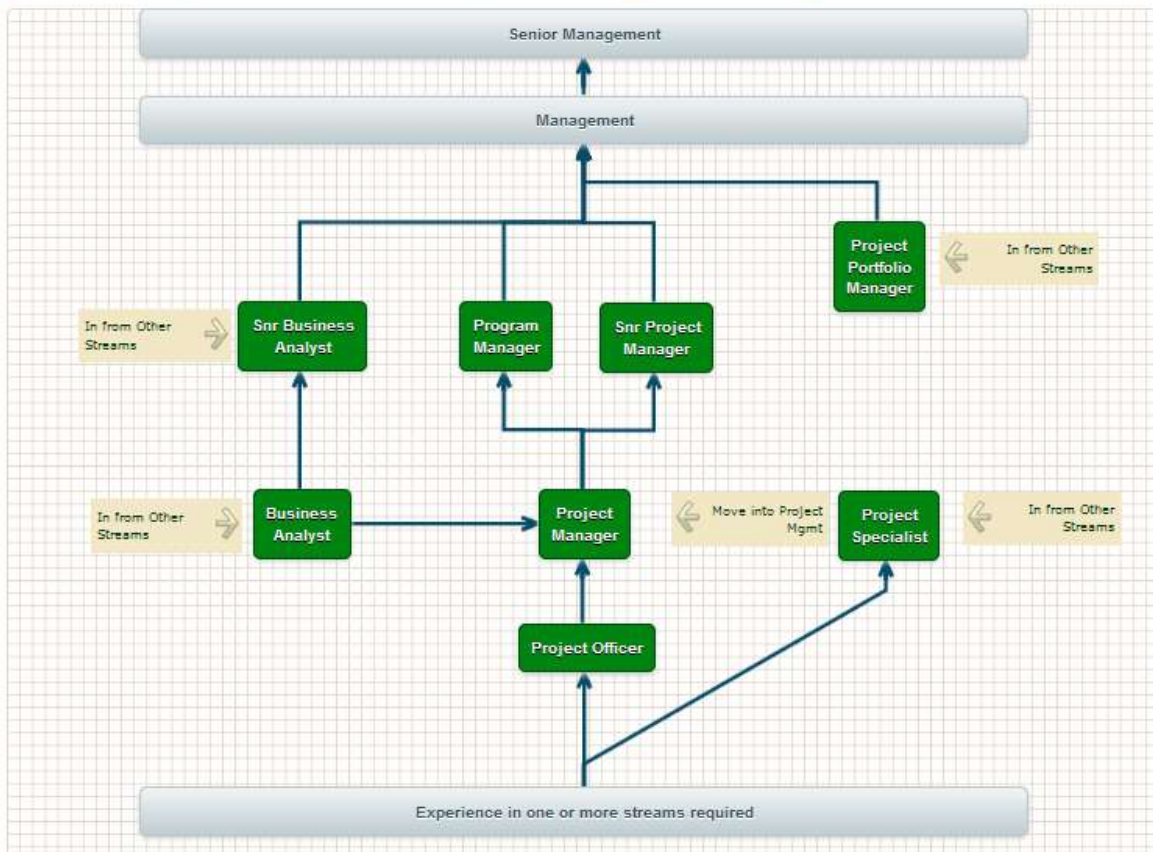 Senior Management
Management
Project
Portfolio
Manager
In from Other
Streams
In from Other
Streams
Snr Business
Analyst
Program
Manager
Snr Project
Manager
In from Other
Streams
Business
Analyst
Project
Manager
Move into Project
Mgmt
Project
Specialist
In from Other
Streams
Project Officer
Experience in one or more streams required